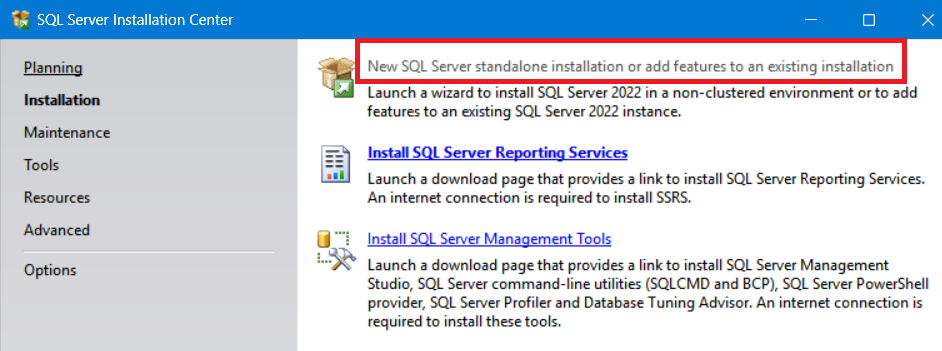 SQL Server Installation Center
Planning
Installation
Maintenance
Tools
Resources
Advanced
Options
New SQL Server standalone installation or add features to an existing installation
Launch a wizard to install SQL Server 2022 in a non-clustered environment or to add
features to an existing SQL Server 2022 instance.
Install SQL Server Reporting Services
Launch a download page that provides a link to install SQL Server Reporting Services.
An internet connection is required to install SSRS.
Install SQL Server Management Tools
Launch a download page that provides a link to install SQL Server Management
Studio, SQL Server command-line utilities (SQLCMD and BCP), SQL Server PowerShell
provider, SQL Server Profiler and Database Tuning Advisor. An internet connection is
required to install these tools.